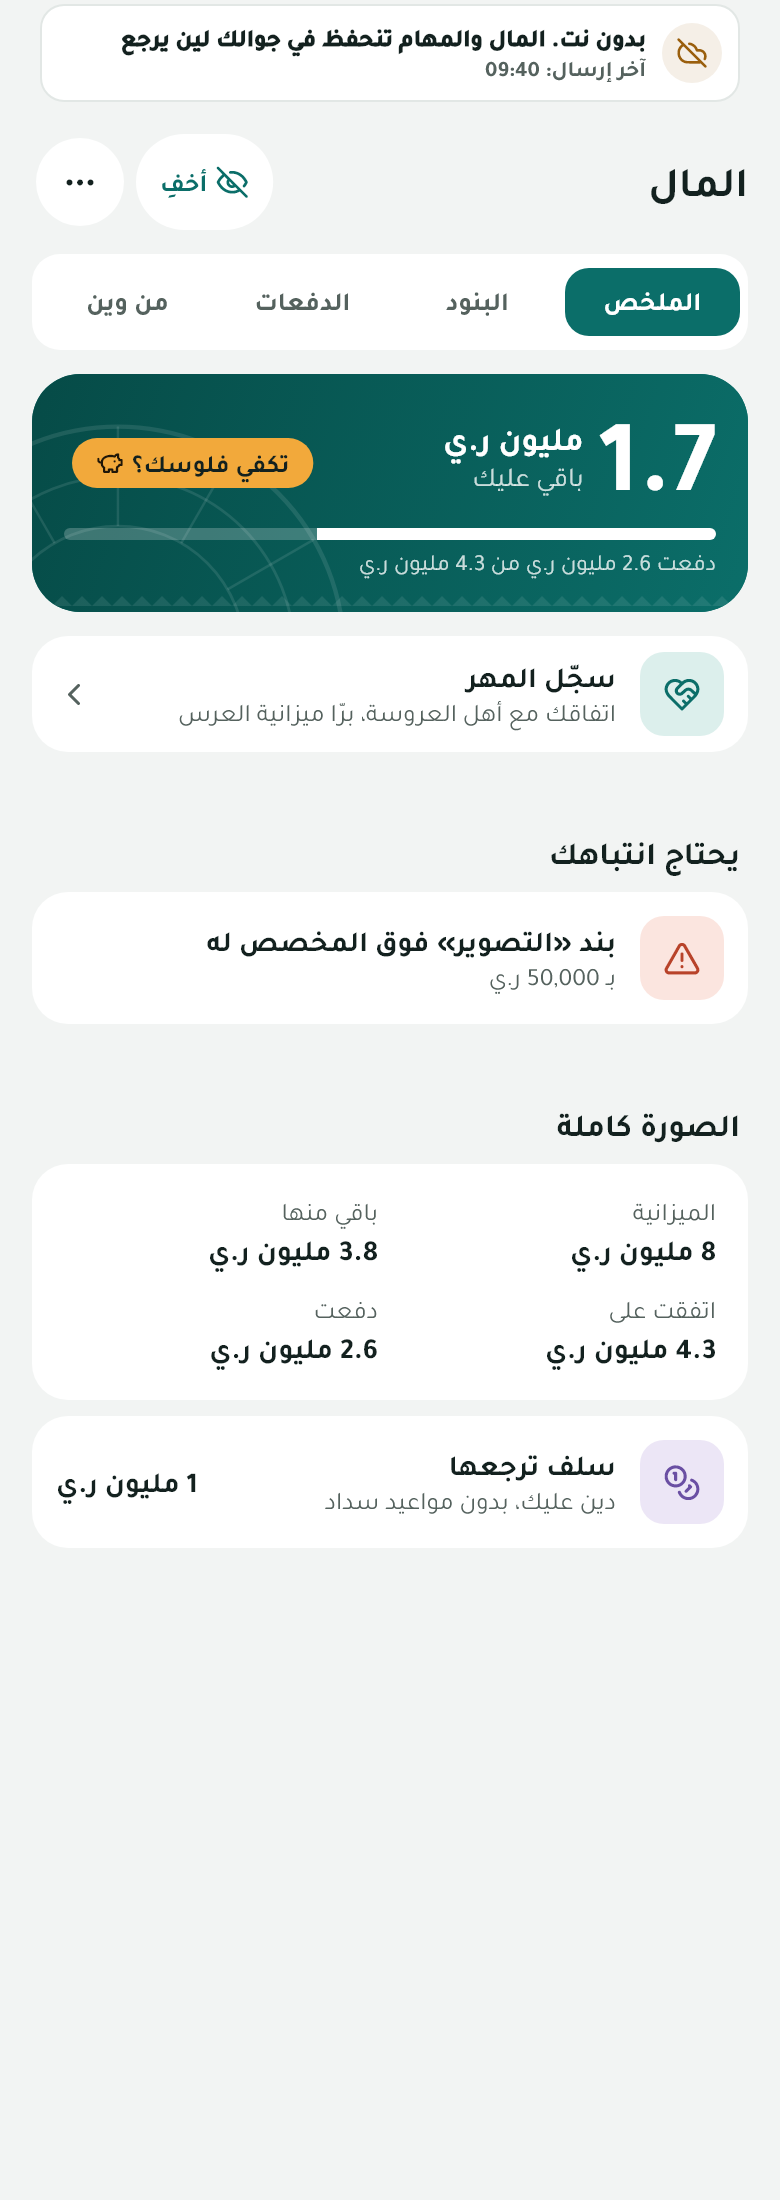 بدون نت. المال والمهام تنحفظ في جوالك لين يرجع
آخر إرسال: 09:40
المال
أخفِ
الملخص
البنود
الدفعات
من وين
1.7 مليون ر.ي
باقي عليك
تكفي فلوسك؟
دفعت 2.6 مليون ر.ي من 4.3 مليون ر.ي
سجّل المهر
اتفاقك مع أهل العروسة، برّا ميزانية العرس
يحتاج انتباهك
بند «التصوير» فوق المخصص له
بـ 50,000 ر.ي
الصورة كاملة
الميزانية
8 مليون ر.ي
باقي منها
3.8 مليون ر.ي
اتفقت على
4.3 مليون ر.ي
دفعت
2.6 مليون ر.ي
سلف ترجعها
دين عليك، بدون مواعيد سداد
1 مليون ر.ي